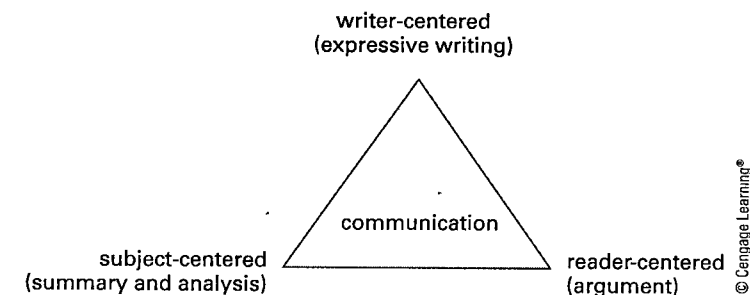 writer-centered
(expressive writing)
communication
subject-centered
(summary and analysis)
reader-centered
(argument)
© Cengage Learning®